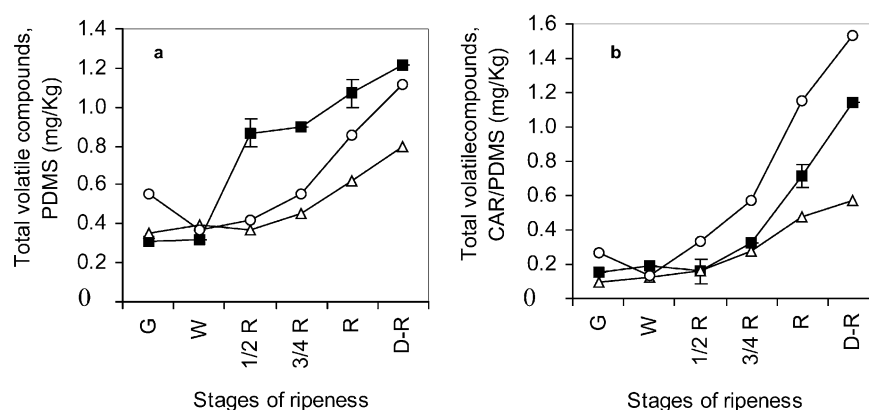 Total volatile compounds,
PDMS (mg/Kg)
1.4
1.2
1.0
0.8
0.6
0.4
0.2
0
a
G
W
1/2 R
3/4 R
R
D-R
Stages of ripeness
Total volatilecompounds,
CAR/PDMS (mg/Kg)
1.6
1.4
1.2
1.0
0.8
0.6
0.4
0.2
0
b
G
W
1/2 R
3/4 R
R
D-R
Stages of ripeness